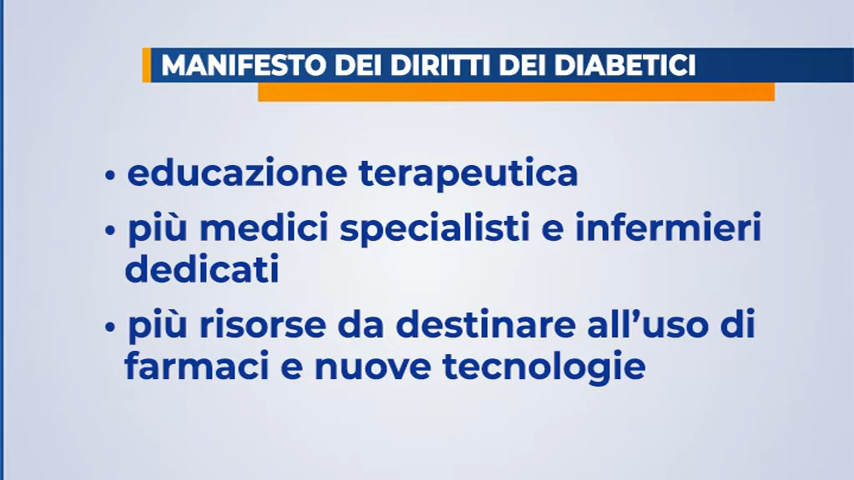 MANIFESTO DEI DIRITTI DEI DIABETICI
• educazione terapeutica
• più medici specialisti e infermieri
dedicati
• più risorse da destinare all’uso di
farmaci e nuove tecnologie